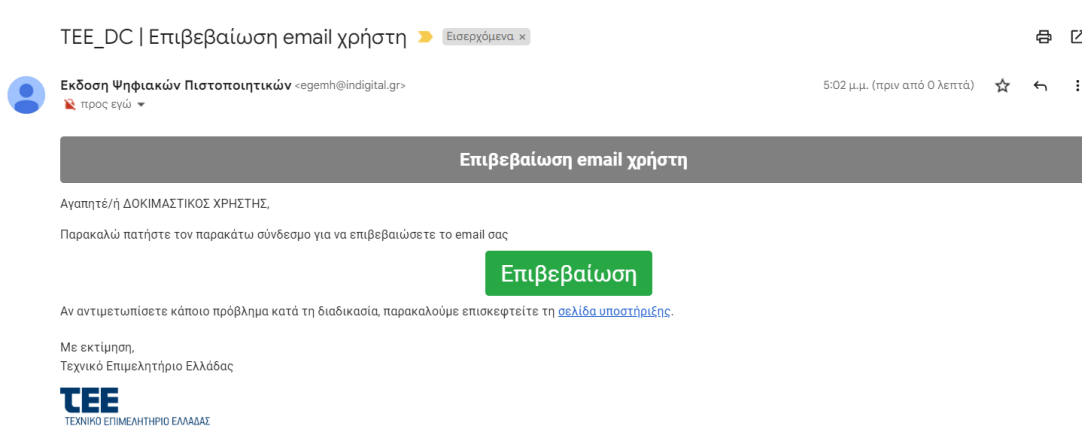 TEE_DC | Επιβεβαίωση email χρήστη Εισερχόμενα ×
Εκδοση Ψηφιακών Πιστοποιητικών <egemh@indigital.gr> 5:02 μ.μ. (πριν από 0 λεπτά)
προς εγώ
Επιβεβαίωση email χρήστη
Αγαπητέ/ή ΔΟΚΙΜΑΣΤΙΚΟΣ ΧΡΗΣΤΗΣ,
Παρακαλώ πατήστε τον παρακάτω σύνδεσμο για να επιβεβαιώσετε το email σας
Επιβεβαίωση
Αν αντιμετωπίσετε κάποιο πρόβλημα κατά τη διαδικασία, παρακαλούμε επισκεφτείτε τη σελίδα υποστήριξης.
Με εκτίμηση,
Τεχνικό Επιμελητήριο Ελλάδας
ΤΕΕ
ΤΕΧΝΙΚΟ ΕΠΙΜΕΛΗΤΗΡΙΟ ΕΛΛΑΔΑΣ